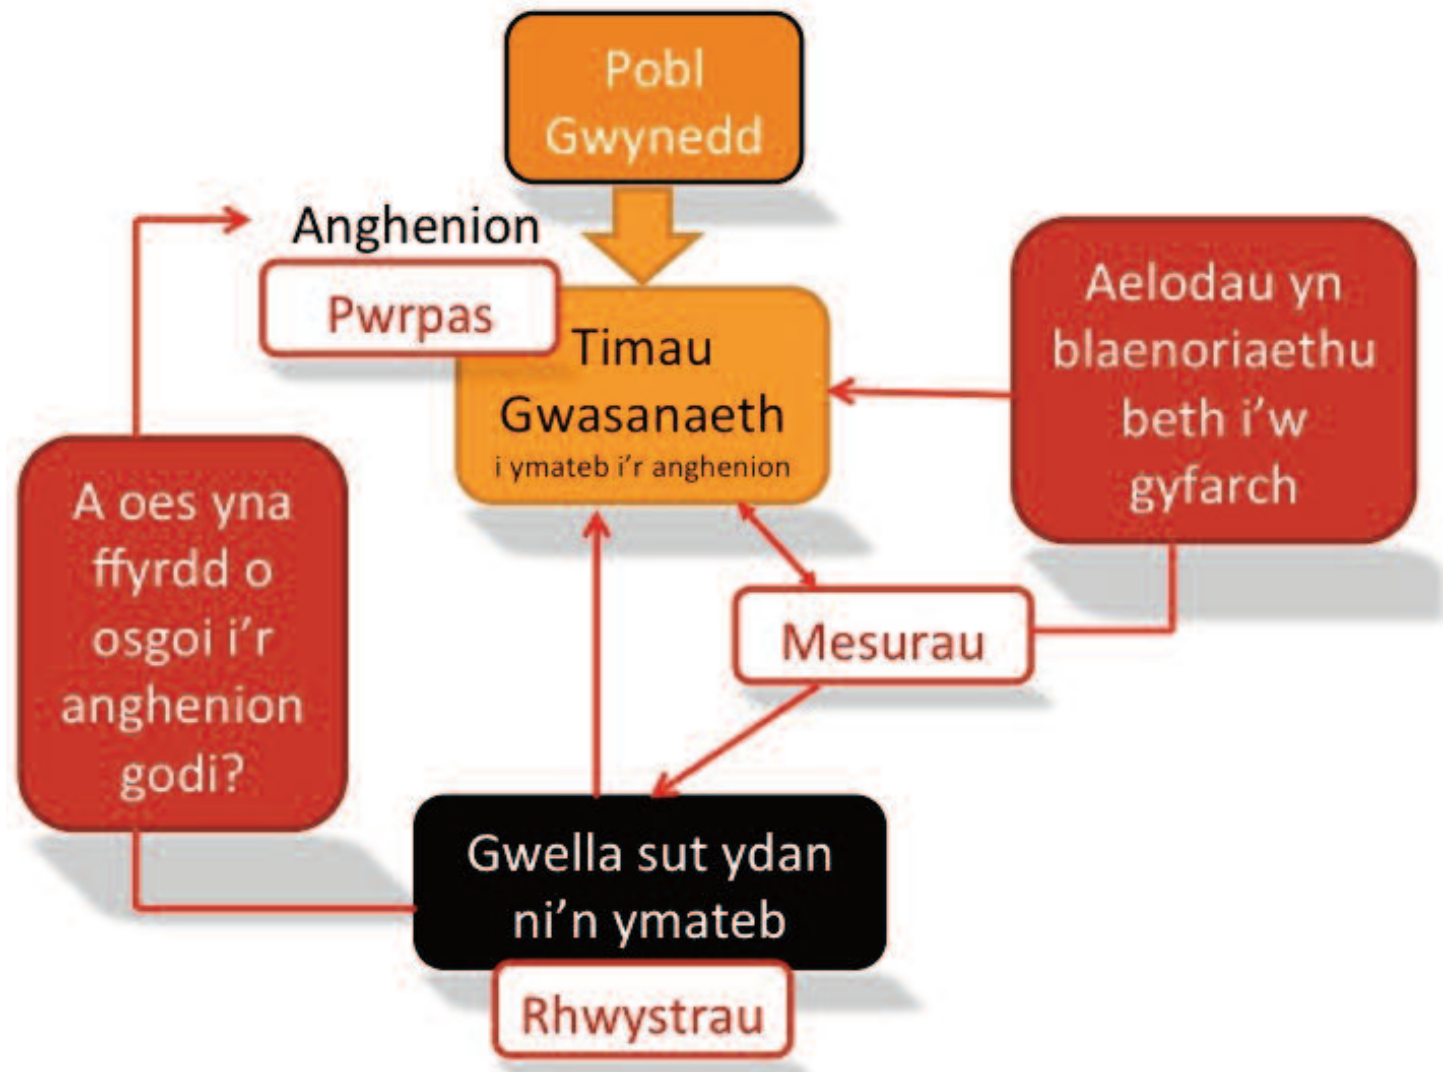 Pobl
Gwynedd
Anghenion
Pwrpas
Timau
Gwasanaeth
i ymateb i'r anghenion
Aelodau yn
blaenoriaethu
beth i'w
gyfarch
A oes yna
ffyrdd o
osgoi i'r
anghenion
godi?
Mesurau
Gwella sut ydan
ni'n ymateb
Rhwystrau